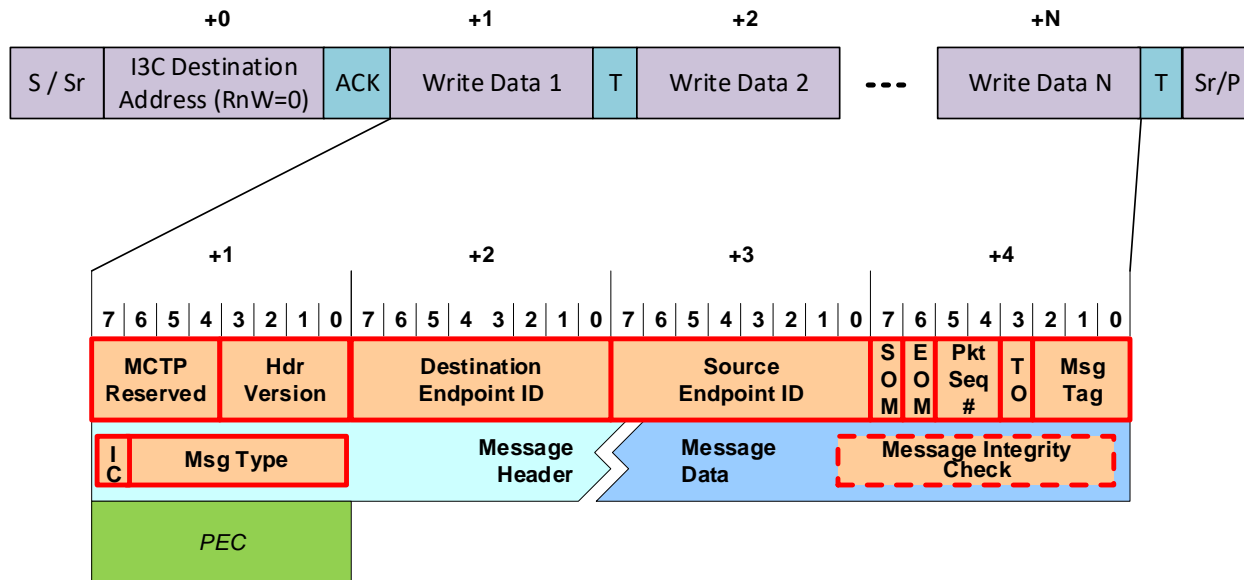 +0 +1 +2 +N
S / Sr I3C Destination Address (RnW=0) ACK Write Data 1 T Write Data 2 --- Write Data N T Sr/P
+1 +2 +3 +4
7 6 5 4 3 2 1 0 7 6 5 4 3 2 1 0 7 6 5 4 3 2 1 0 7 6 5 4 3 2 1 0
MCTP Reserved Hdr Version Destination Endpoint ID Source Endpoint ID SOM EOM Pkt Seq # TO Msg Tag
IC Msg Type Message Header Message Data Message Integrity Check
PEC